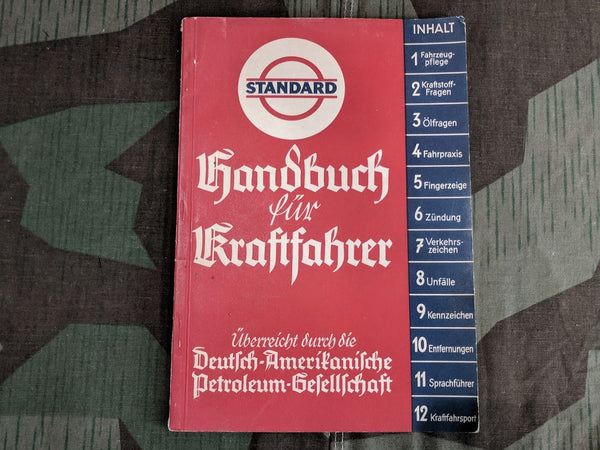 STANDARD
Handbuch
für
Kraftfahrer
Überreicht durch die
Deutsch-Amerikanische
Petroleum-Gesellschaft
INHALT
1 Fahrzeug-
pflege
2 Kraftstoff-
Fragen
3 Ölfragen
4 Fahrpraxis
5 Fingerzeige
6 Zündung
7 Verkehrs-
zeichen
8 Unfälle
9 Kennzeichen
10 Entfernungen
11 Sprachführer
12 Kraftfahrsport